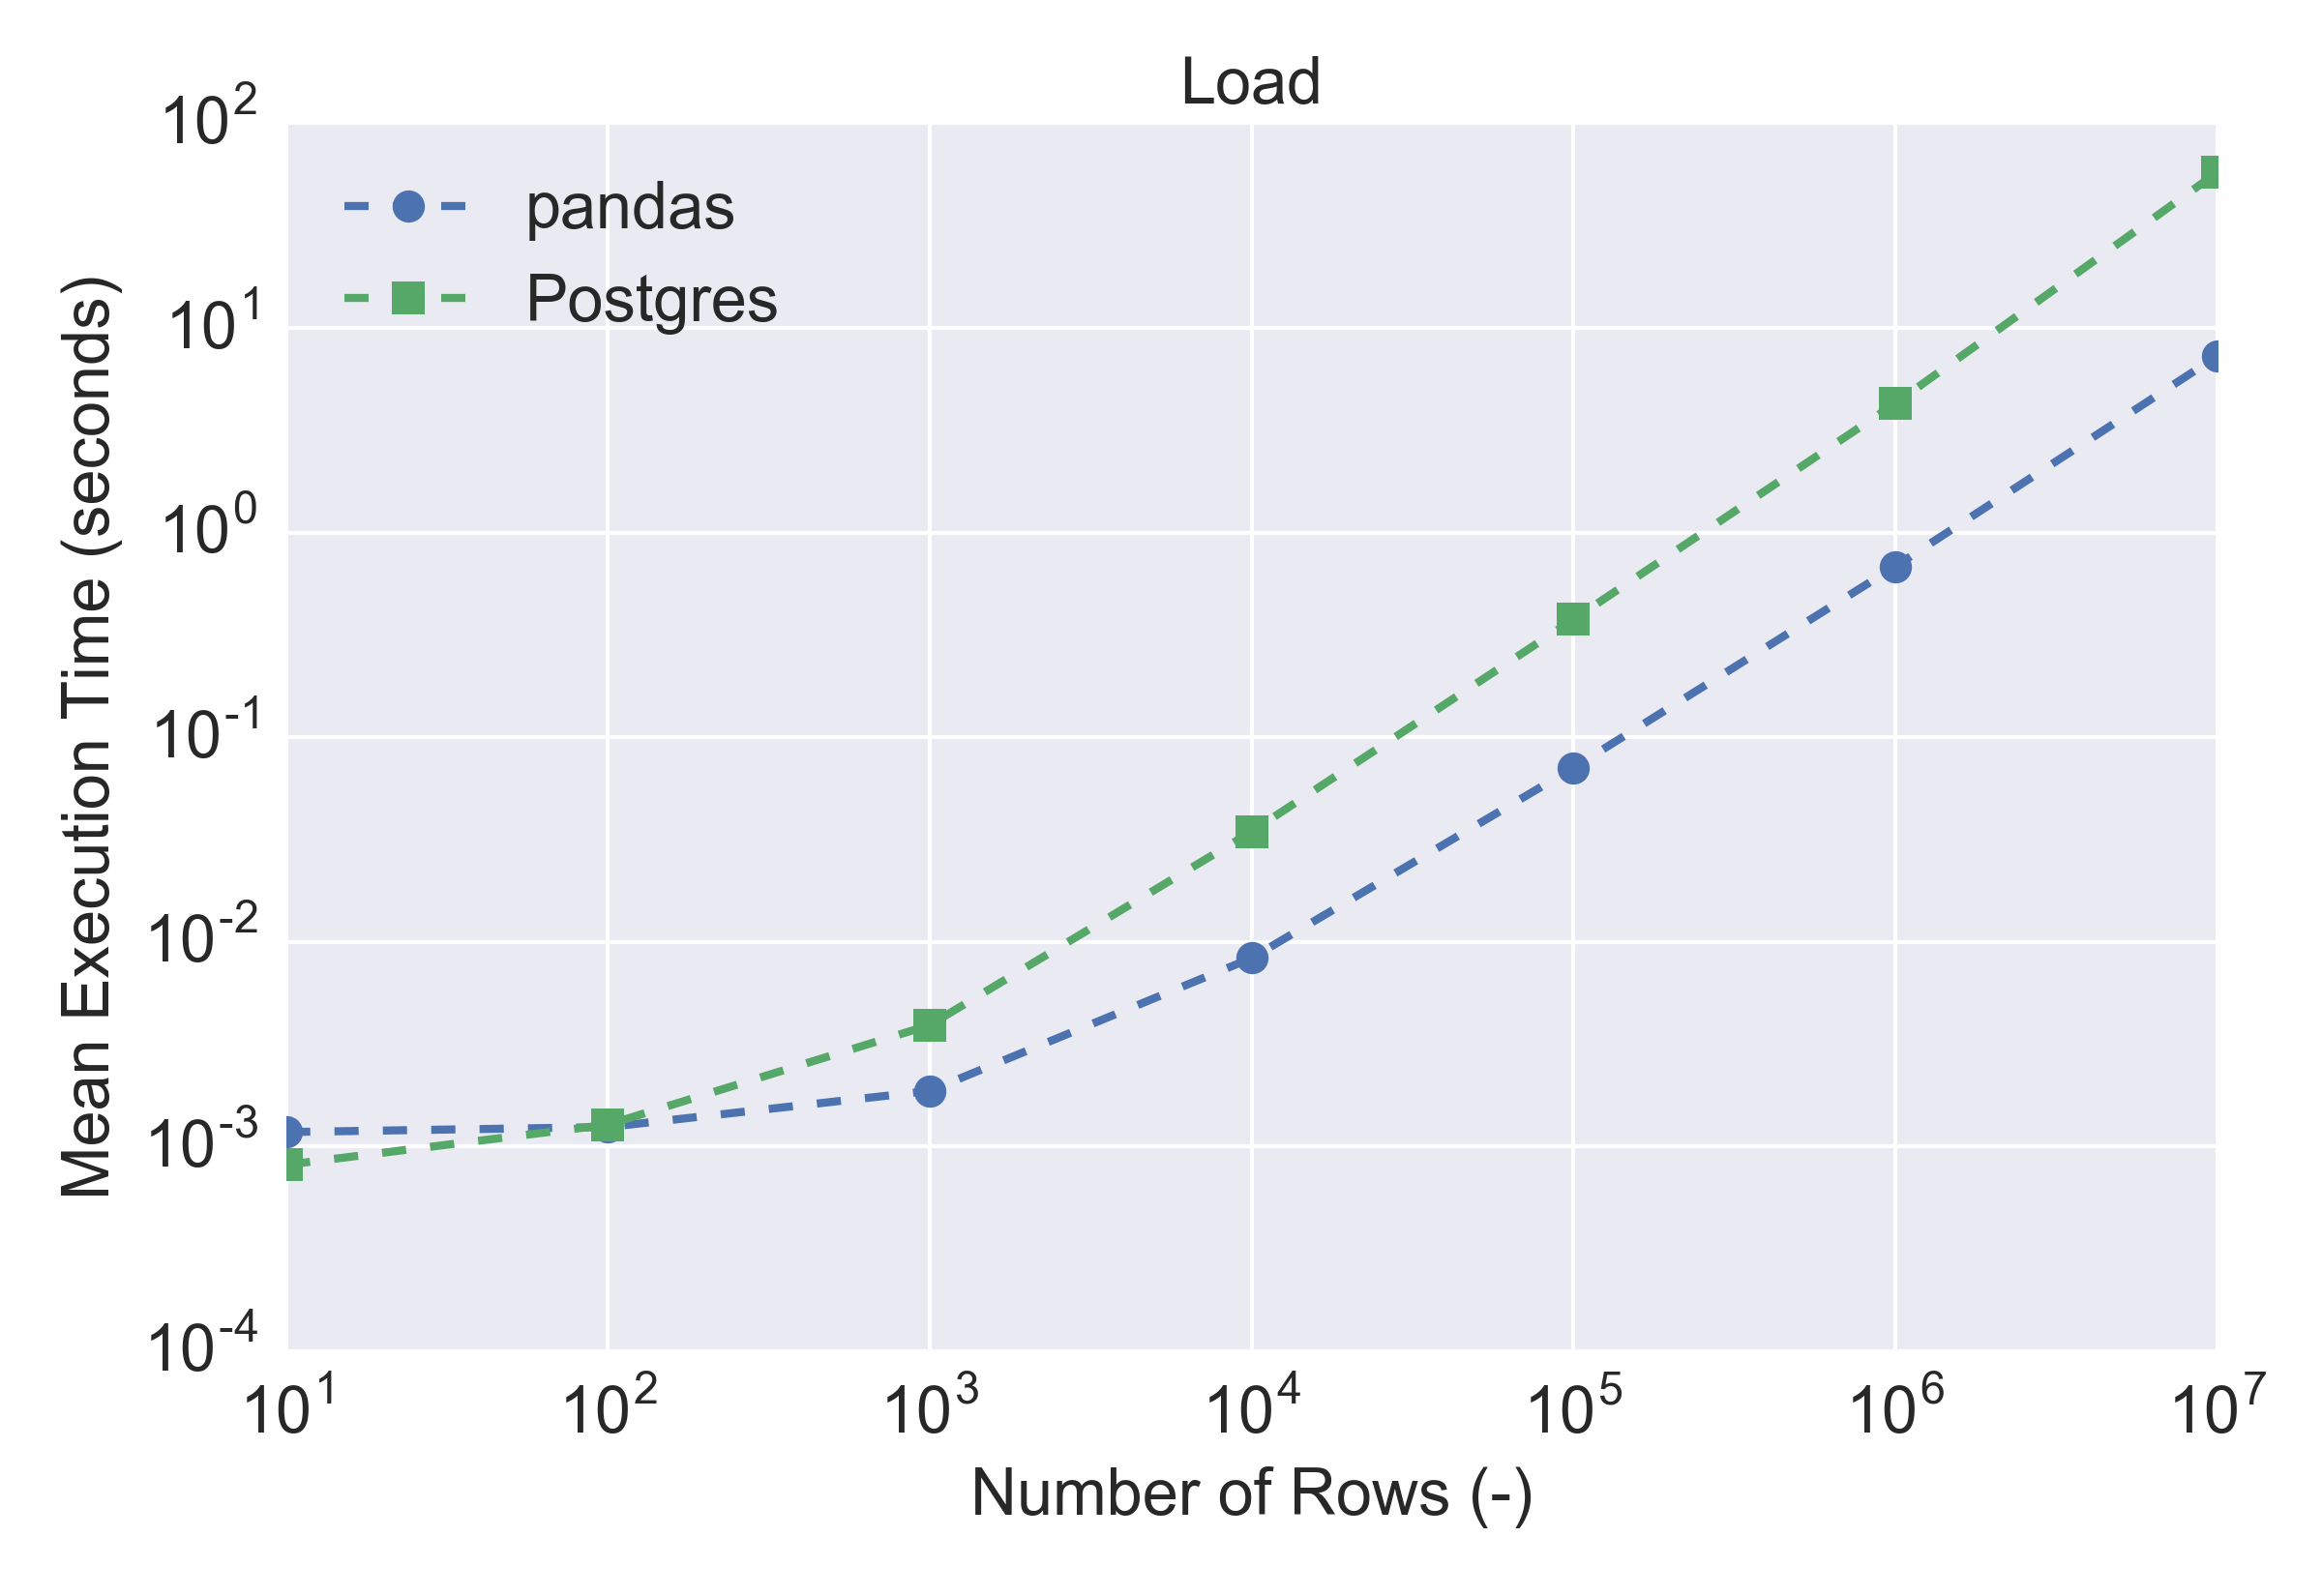 Load
10^2
10^1
10^0
10^-1
10^-2
10^-3
10^-4
Mean Execution Time (seconds)
pandas
Postgres
10^1 10^2 10^3 10^4 10^5 10^6 10^7
Number of Rows (-)